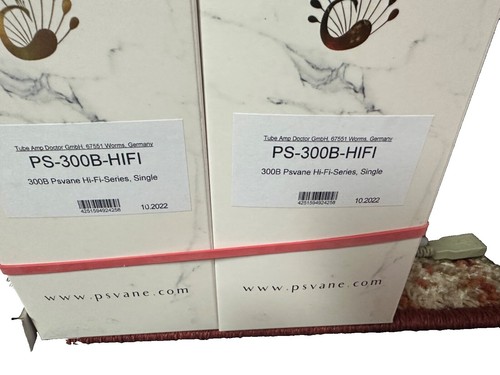 Tube Amp Doctor GmbH, 67551 Worms, Germany
PS-300B-HIFI
300B Psvane Hi-Fi-Series, Single
4251594924256
10.2022
www.psvane.com
Tube Amp Doctor GmbH, 67551 Worms, Germany
PS-300B-HIFI
300B Psvane Hi-Fi-Series, Single
4251594924256
10.2022
www.psvane.com